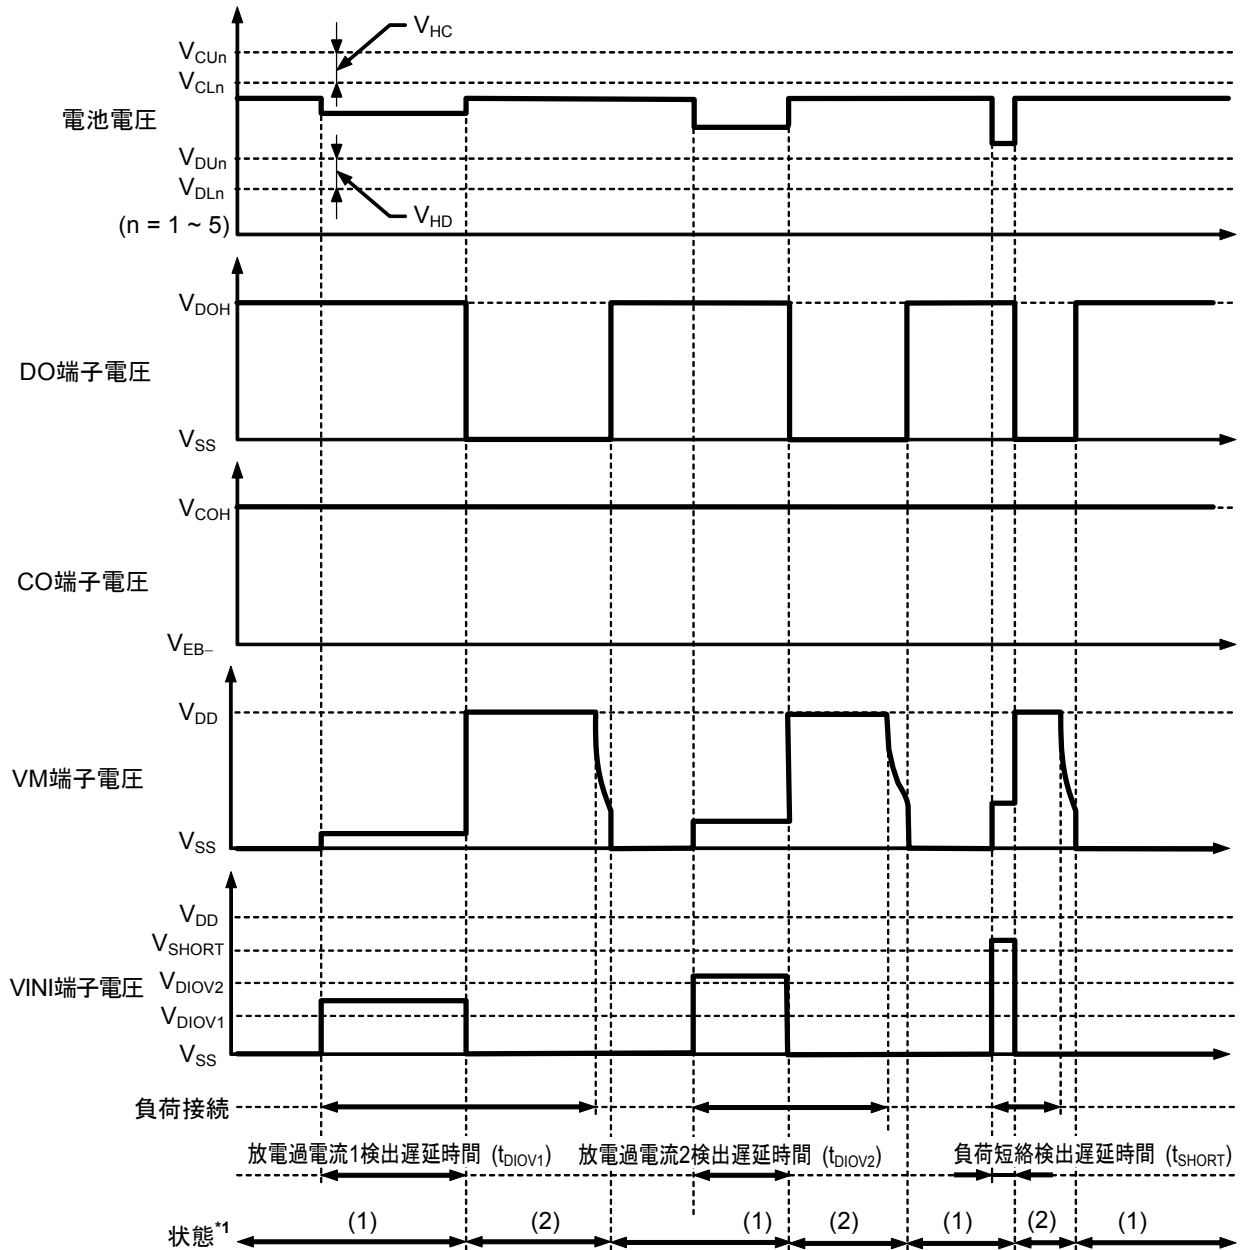 V_HC
V_CUn
V_CLn
電池電圧
V_DUn
V_DLn
V_HD
(n = 1 ~ 5)
V_DOH
DO端子電圧
V_SS
V_COH
CO端子電圧
V_EB−
V_DD
VM端子電圧
V_SS
V_DD
V_SHORT
VINI端子電圧
V_DIOV2
V_DIOV1
V_SS
負荷接続
放電過電流1検出遅延時間 (t_DIOV1) 放電過電流2検出遅延時間 (t_DIOV2) 負荷短絡検出遅延時間 (t_SHORT)
状態*1 (1) (2) (1) (2) (1) (2) (1)